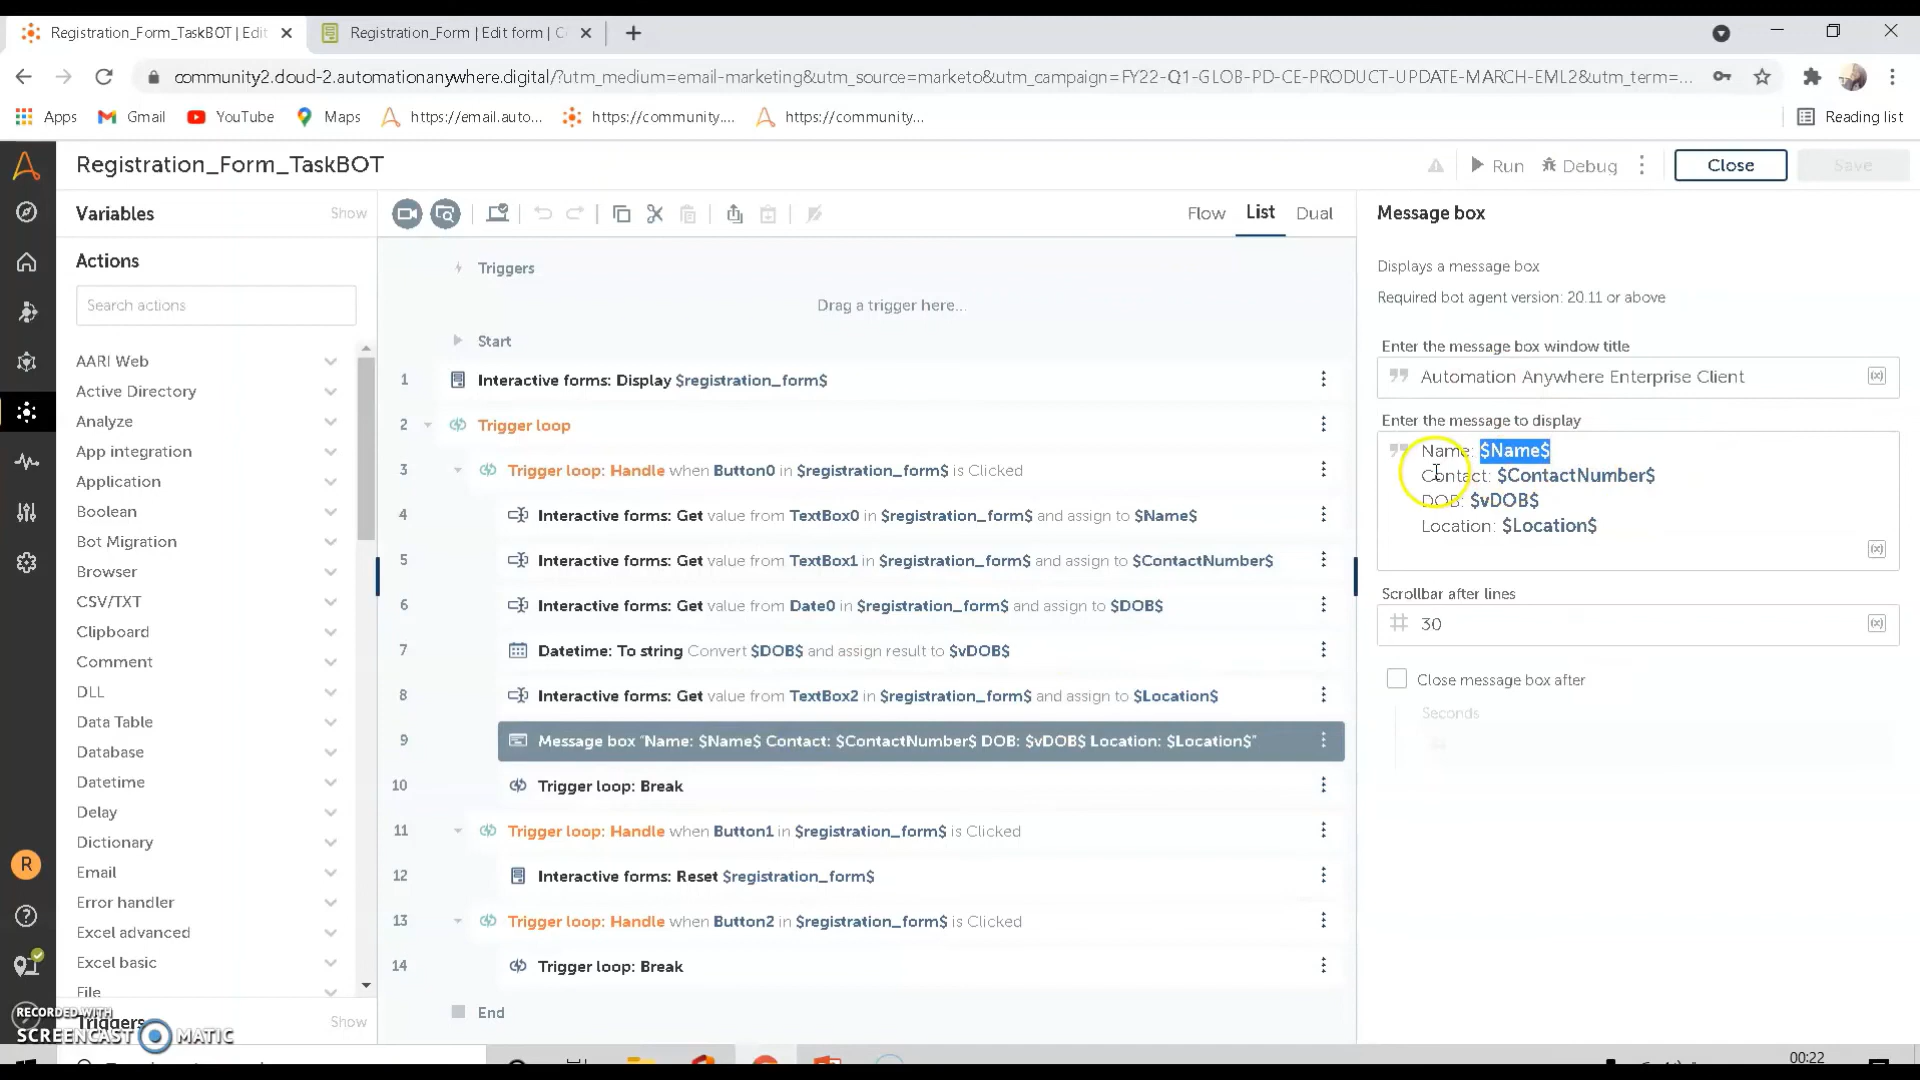 Registration_Form_TaskBOT | Edit
Registration_Form | Edit form | C
community2.cloud-2.automationanywhere.digital/?utm_medium=email-marketing&utm_source=marketo&utm_campaign=FY22-Q1-GLOB-PD-CE-PRODUCT-UPDATE-MARCH-EML2&utm_term=...
Apps
Gmail
YouTube
Maps
https://email.auto...
https://community....
https://community...
Reading list
Registration_Form_TaskBOT
Run
Debug
Close
Save
Variables
Show
Actions
Search actions
AARI Web
Active Directory
Analyze
App integration
Application
Boolean
Bot Migration
Browser
CSV/TXT
Clipboard
Comment
DLL
Data Table
Database
Datetime
Delay
Dictionary
Email
Error handler
Excel advanced
Excel basic
File
Triggers
Show
R
RECORDED WITH
SCREENCAST MATIC
Flow
List
Dual
Triggers
Drag a trigger here...
Start
1 Interactive forms: Display $registration_form$
2 Trigger loop
3 Trigger loop: Handle when Button0 in $registration_form$ is Clicked
4 Interactive forms: Get value from TextBox0 in $registration_form$ and assign to $Name$
5 Interactive forms: Get value from TextBox1 in $registration_form$ and assign to $ContactNumber$
6 Interactive forms: Get value from Date0 in $registration_form$ and assign to $DOB$
7 Datetime: To string Convert $DOB$ and assign result to $vDOB$
8 Interactive forms: Get value from TextBox2 in $registration_form$ and assign to $Location$
9 Message box "Name: $Name$ Contact: $ContactNumber$ DOB: $vDOB$ Location: $Location$"
10 Trigger loop: Break
11 Trigger loop: Handle when Button1 in $registration_form$ is Clicked
12 Interactive forms: Reset $registration_form$
13 Trigger loop: Handle when Button2 in $registration_form$ is Clicked
14 Trigger loop: Break
End
Message box
Displays a message box
Required bot agent version: 20.11 or above
Enter the message box window title
Automation Anywhere Enterprise Client
Enter the message to display
Name: $Name$
Contact: $ContactNumber$
DOB: $vDOB$
Location: $Location$
Scrollbar after lines
30
Close message box after
Seconds
00:22